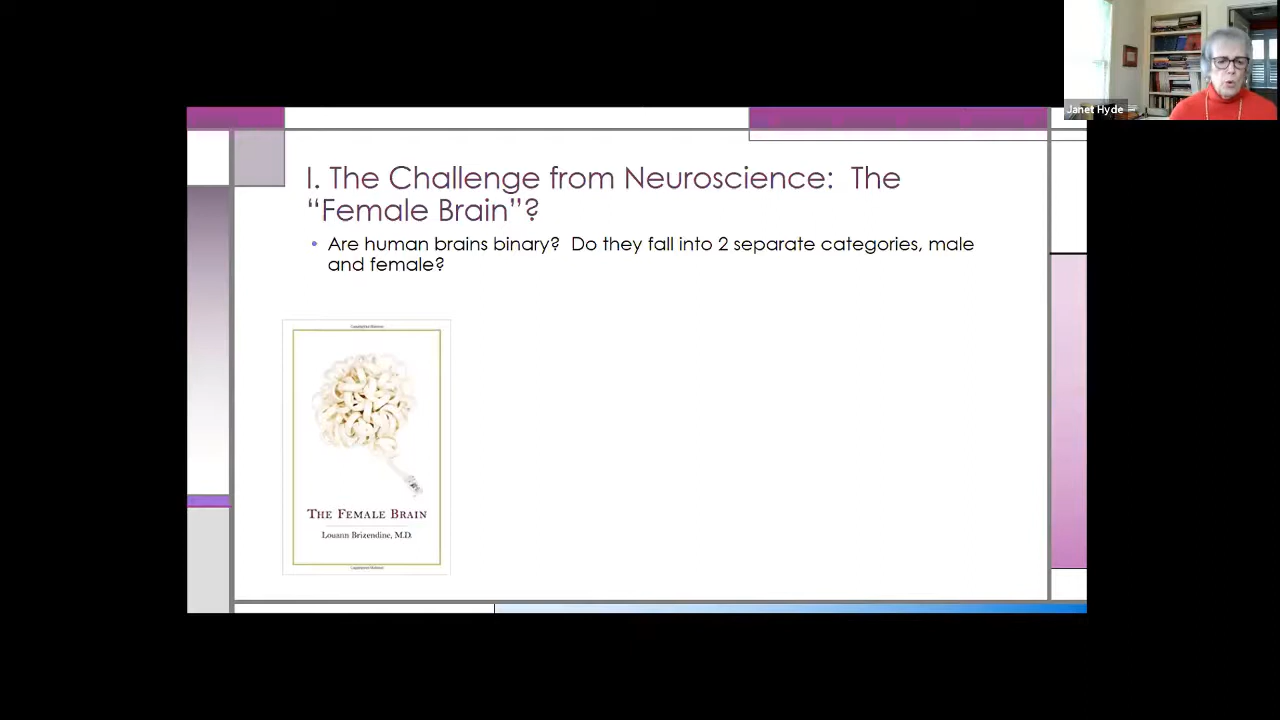 Janet Hyde
I. The Challenge from Neuroscience: The
“Female Brain”?
• Are human brains binary? Do they fall into 2 separate categories, male
and female?
THE FEMALE BRAIN
Louann Brizendine, M.D.